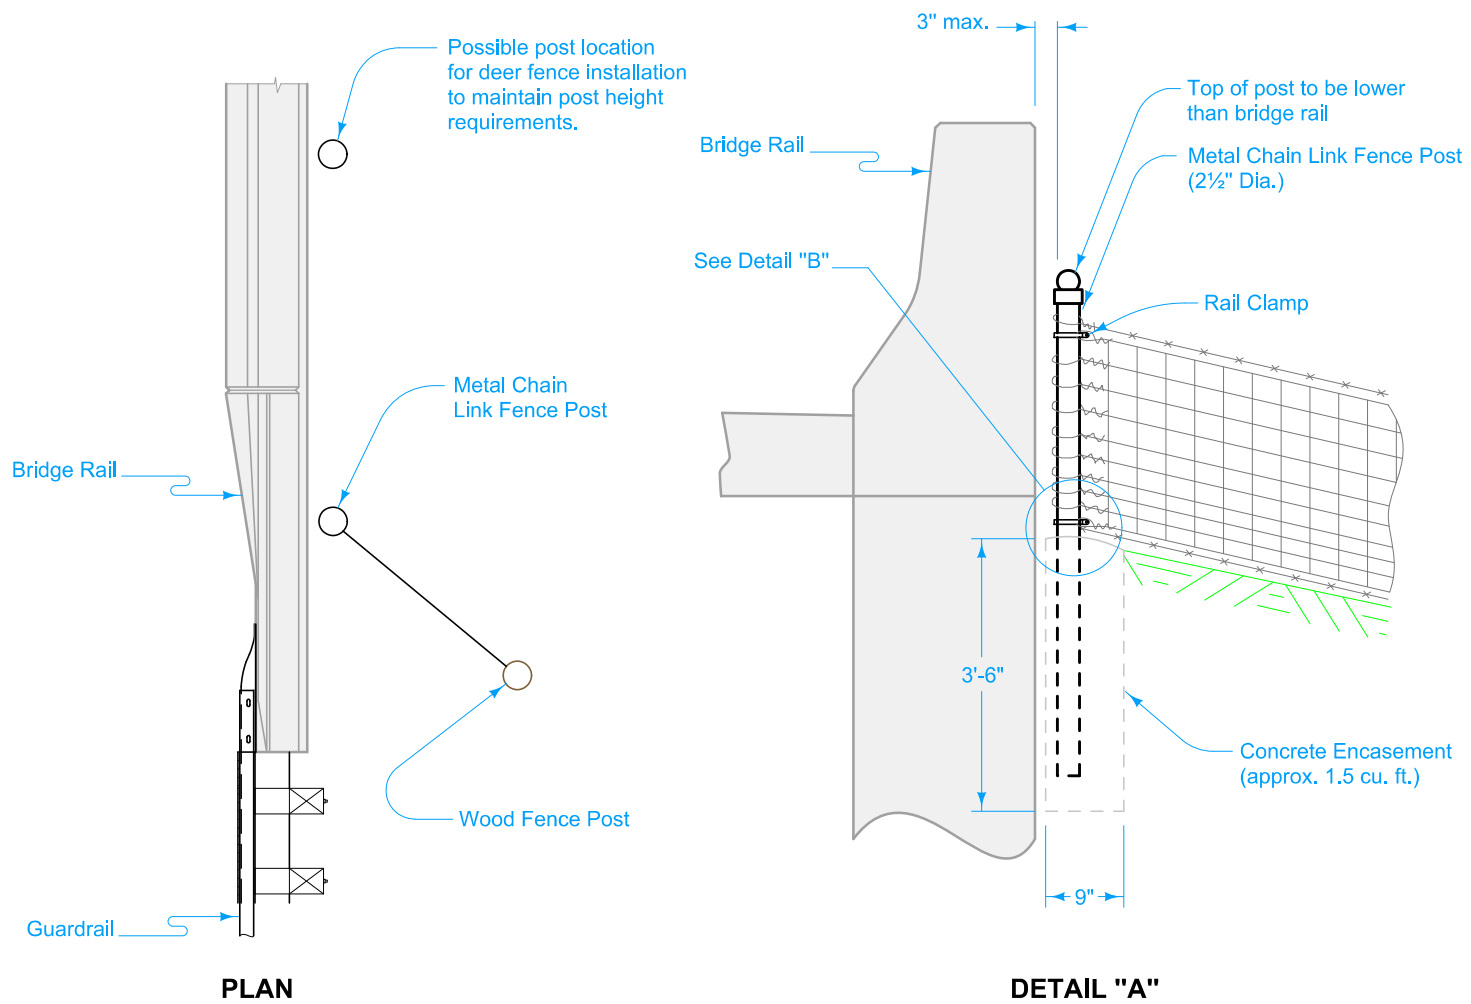 Possible post location
for deer fence installation
to maintain post height
requirements.
Metal Chain
Link Fence Post
Bridge Rail
Wood Fence Post
Guardrail
PLAN
3" max.
Top of post to be lower
than bridge rail
Bridge Rail
Metal Chain Link Fence Post
(2½" Dia.)
See Detail "B"
Rail Clamp
3'-6"
Concrete Encasement
(approx. 1.5 cu. ft.)
9"
DETAIL "A"